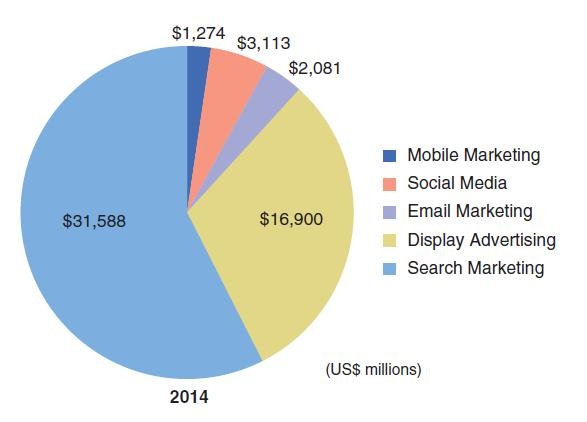 $1,274
$3,113
$2,081
$31,588
$16,900
Mobile Marketing
Social Media
Email Marketing
Display Advertising
Search Marketing
(US$ millions)
2014